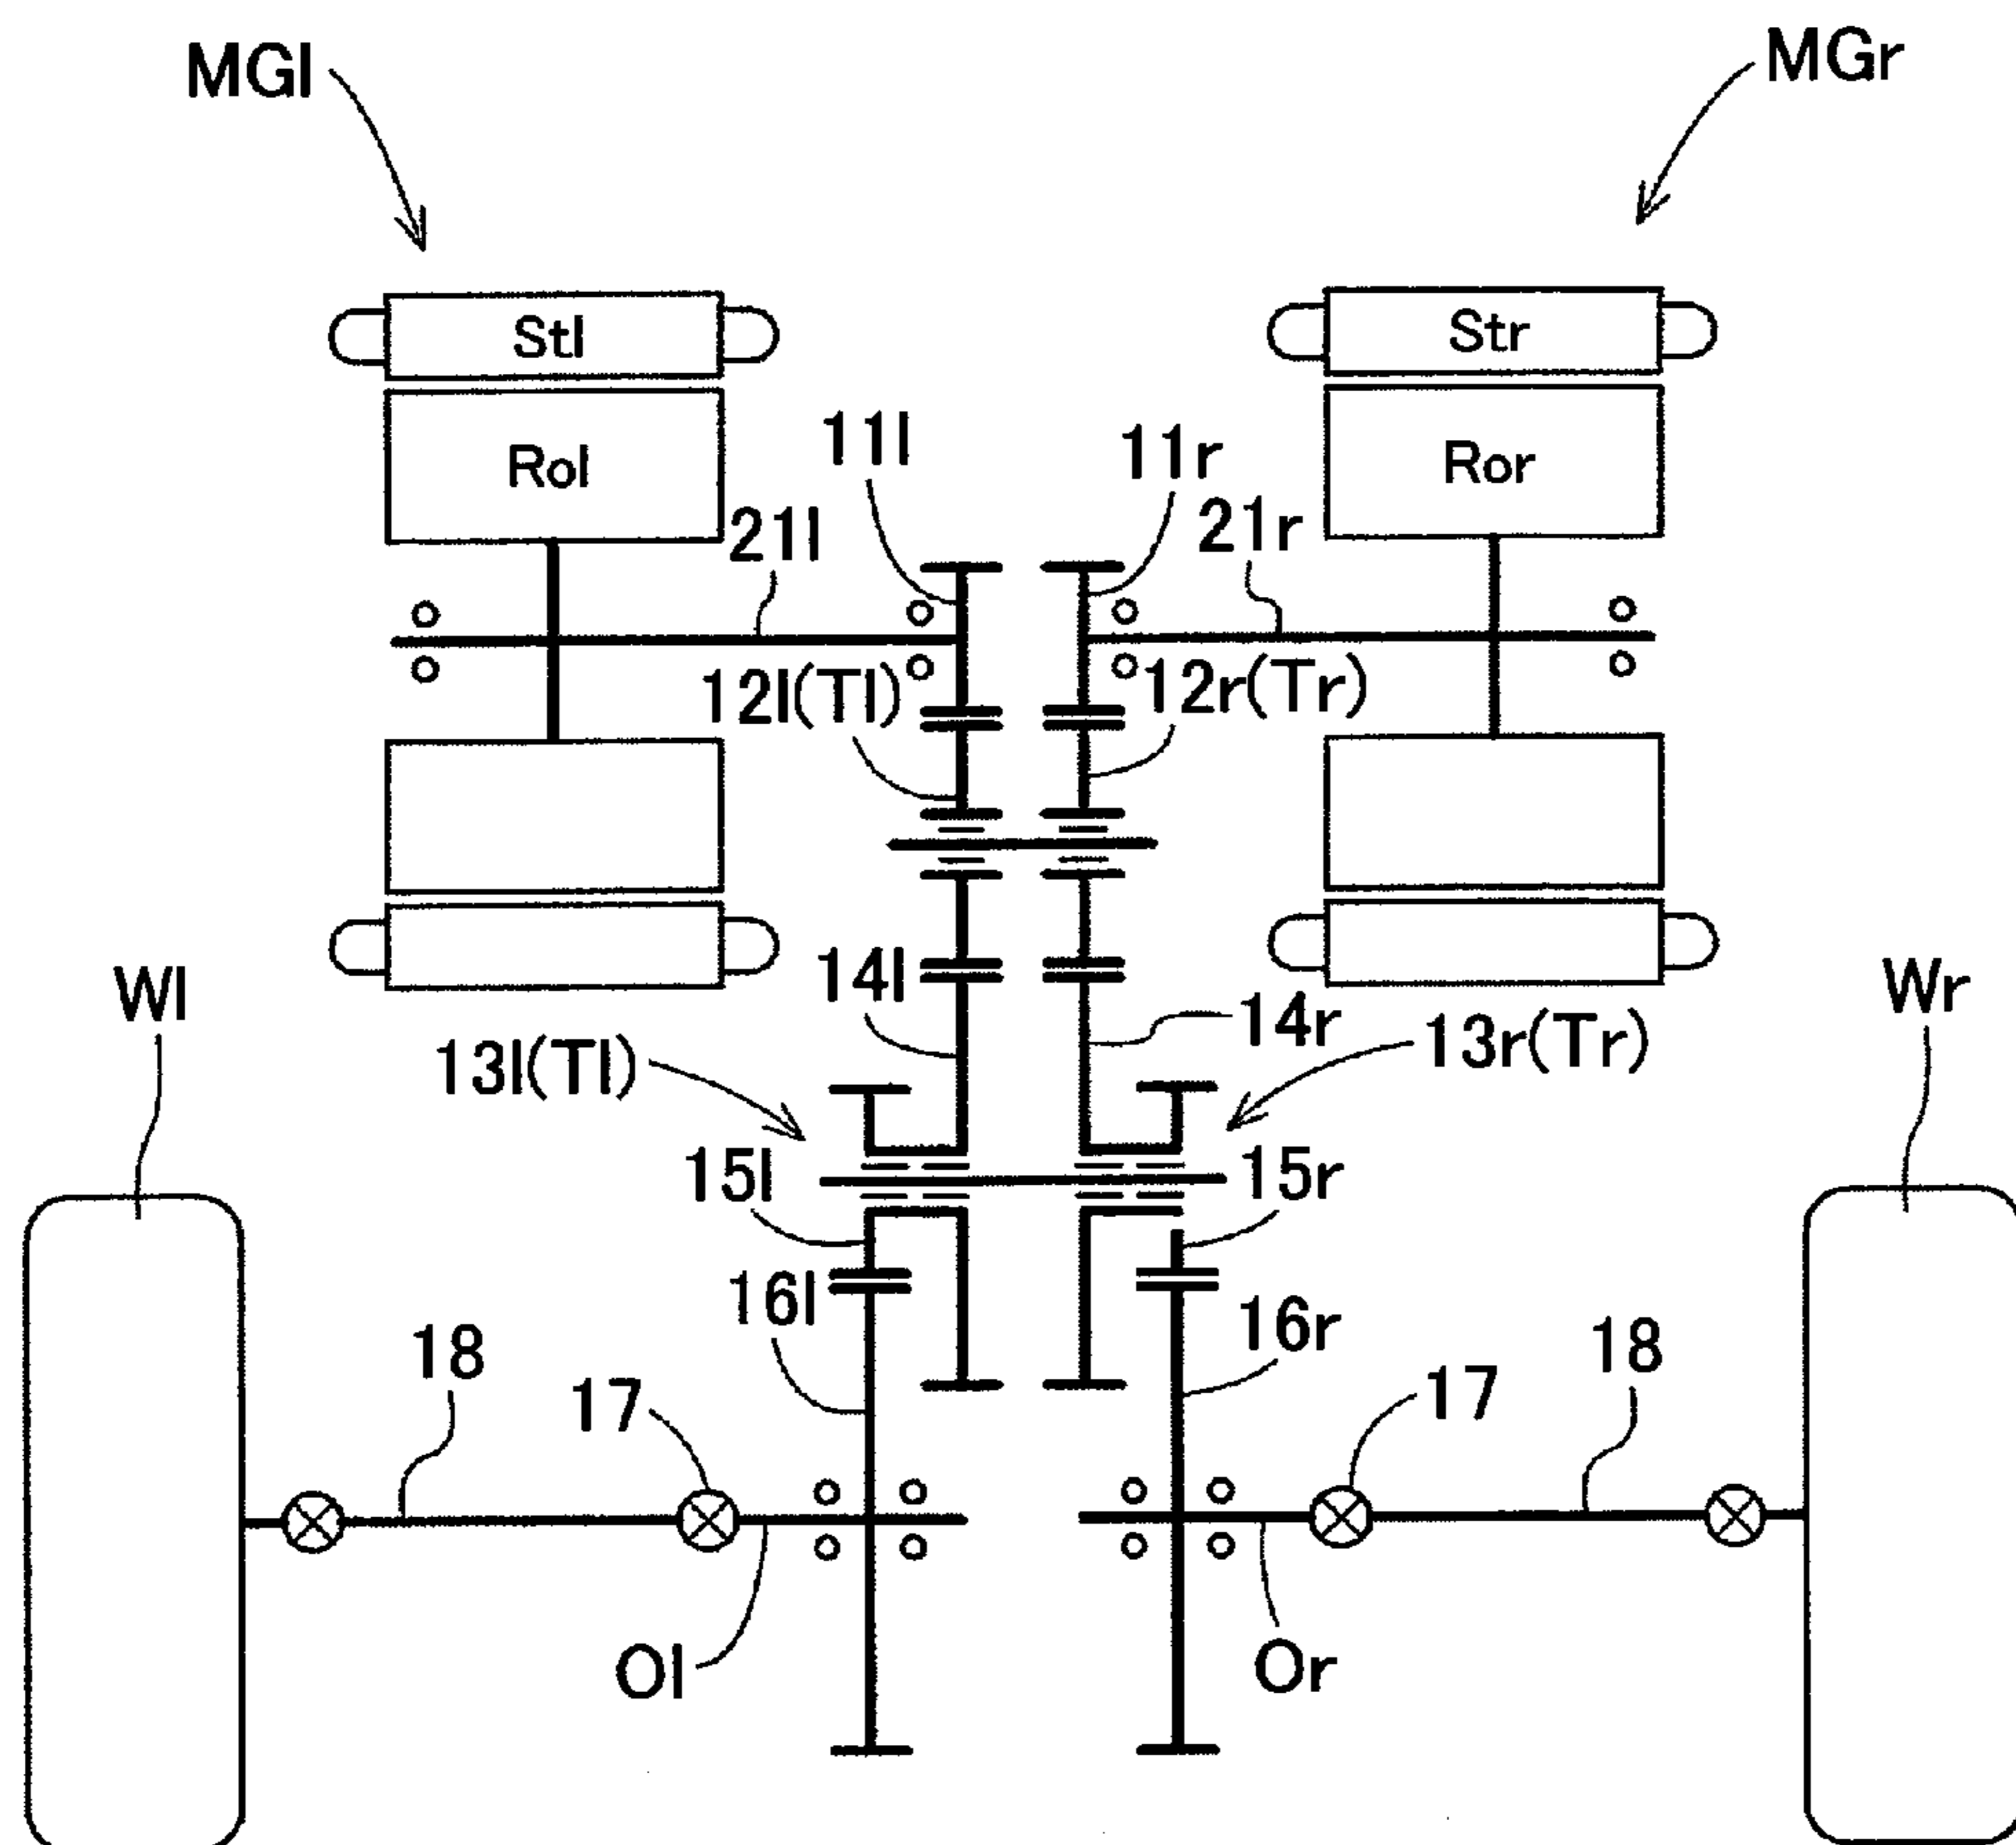 MGl
MGr
Stl
Str
Rol
Ror
11l
11r
21l
21r
12l(Tl)
12r(Tr)
14l
14r
Wl
Wr
13l(Tl)
13r(Tr)
15l
15r
16l
16r
18
18
17
17
Ol
Or